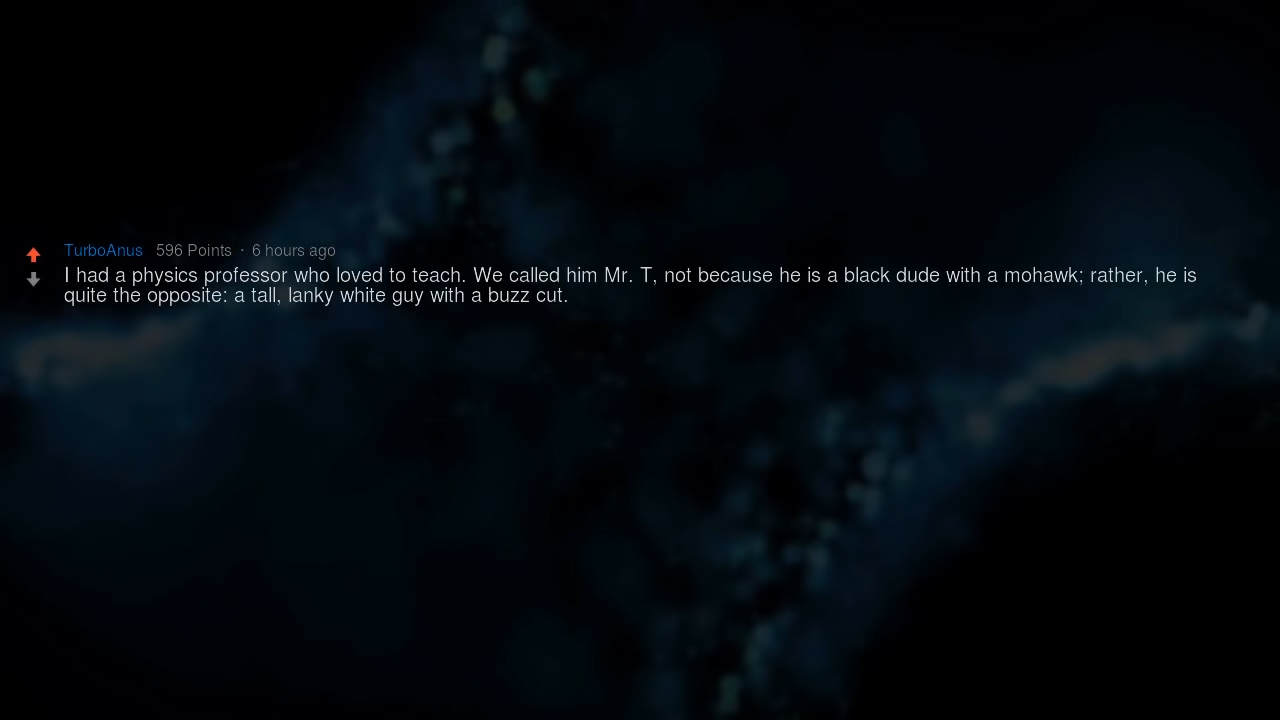 TurboAnus 596 Points · 6 hours ago
I had a physics professor who loved to teach. We called him Mr. T, not because he is a black dude with a mohawk; rather, he is
quite the opposite: a tall, lanky white guy with a buzz cut.